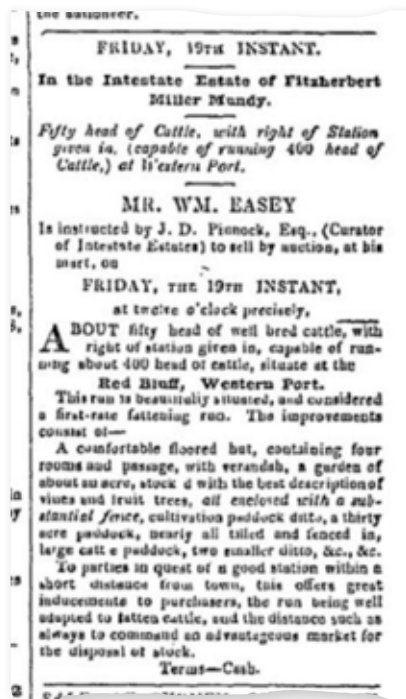 the stationeer.
FRIDAY, 19TH INSTANT.
In the Intestate Estate of Fitzherbert
Miller Mundy.
Fifty head of Cattle, with right of Station
given in, (capable of running 400 head of
Cattle,) at Western Port.
MR. WM. EASEY
Is instructed by J. D. Pinnock, Esq., (Curator
of Intestate Estates) to sell by auction, at his
mart, on
FRIDAY, THE 19TH INSTANT,
at twelve o'clock precisely,
ABOUT fifty head of well bred cattle, with
right of station given in, capable of run-
ning about 400 head of cattle, situate at the
Red Bluff, Western Port.
This run is beautifully situated, and considered
a first-rate fattening run. The improvements
consist of—
A comfortable floored hut, containing four
rooms and passage, with verandah, a garden of
about an acre, stock d with the best description of
vines and fruit trees, all enclosed with a sub-
stantial fence, cultivation paddock ditto, a thirty
acre paddock, nearly all tilled and fenced in,
large catt e paddock, two smaller ditto, &c., &c.
To parties in quest of a good station within a
short distance from town, this offers great
inducements to purchasers, the run being well
adapted to fatten cattle, and the distance such as
always to command an advantageous market for
the disposal of stock.
Terms—Cash.